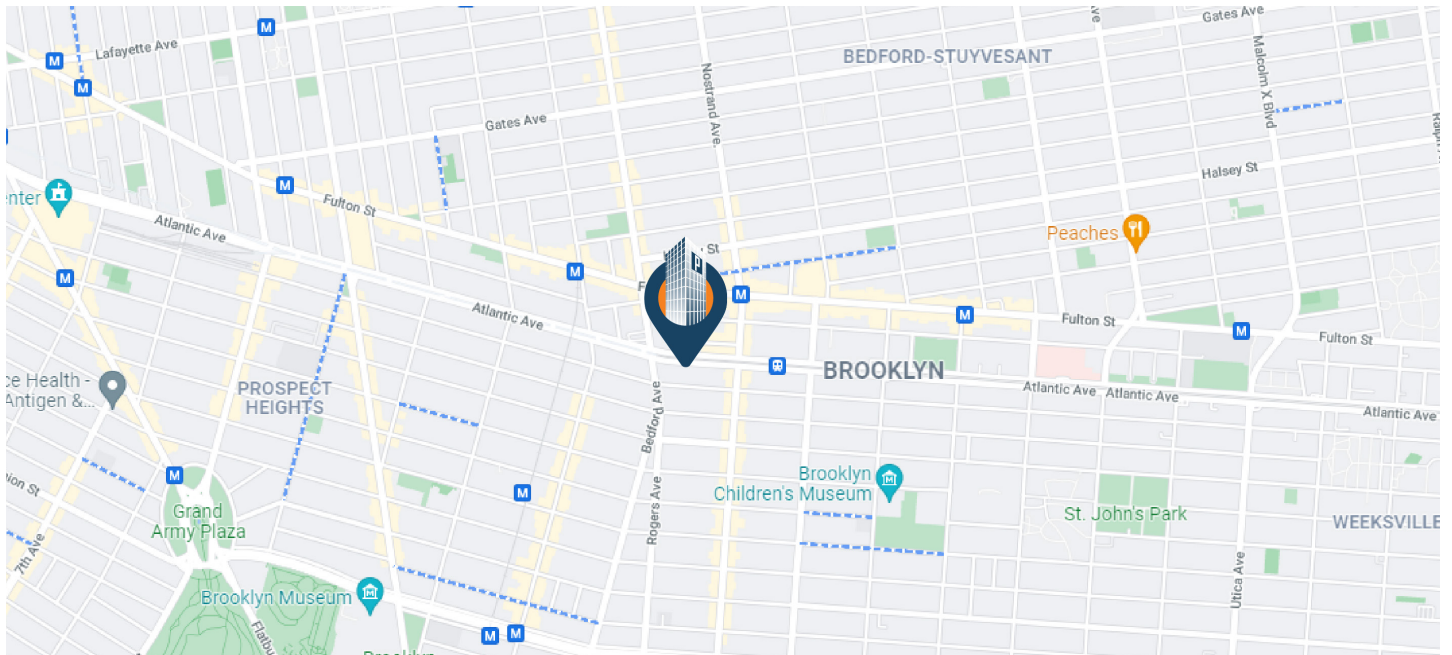 Gates Ave
Lafayette Ave
BEDFORD-STUYVESANT
Malcolm X Blvd
Nostrand Ave.
Gates Ave
Halsey St
enter
Fulton St
Atlantic Ave
Peaches
St
Atlantic Ave
Fulton St
Fulton St
P
BROOKLYN
ce Health -
Antigen &...
PROSPECT
HEIGHTS
Atlantic Ave
Atlantic Ave
Atlantic Ave
Bedford Ave
Brooklyn
Children's Museum
Rogers Ave
Grand
Army Plaza
St. John's Park
WEEKSVILLE
7th Ave
Utica Ave
Brooklyn Museum
M
M
M
M
M
M
M
M
M
M
M
M
M